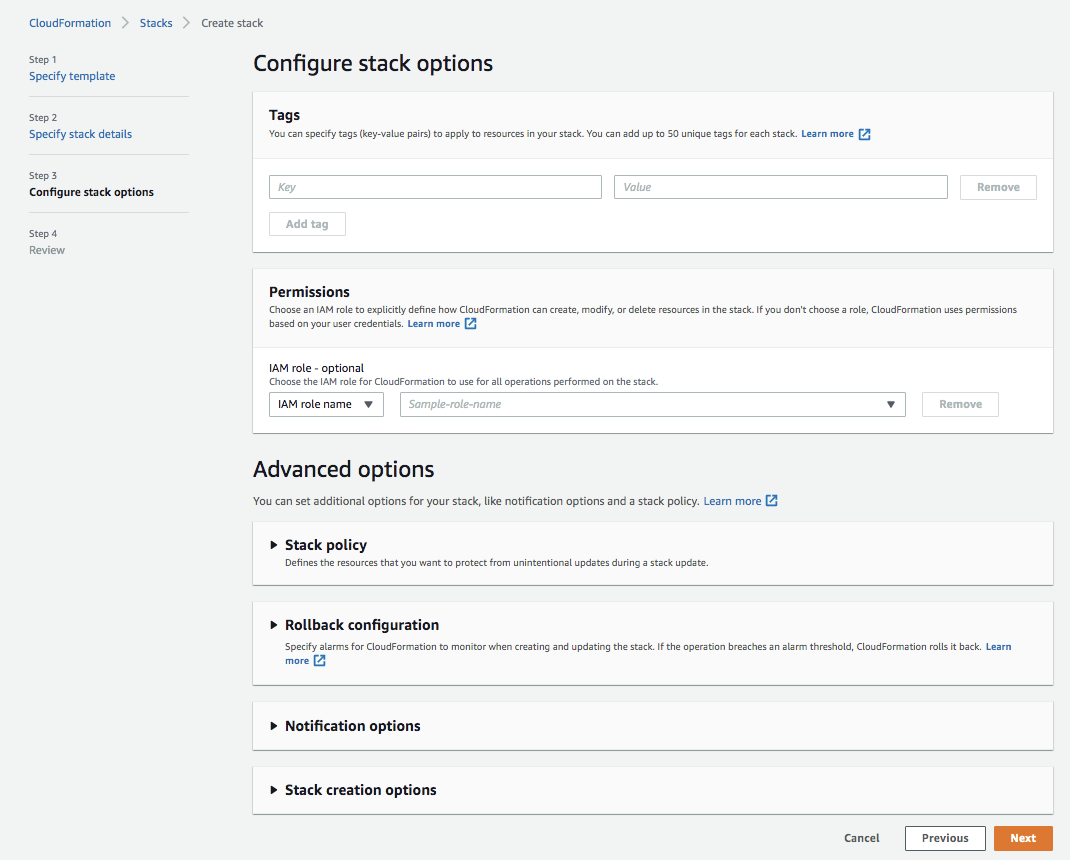 CloudFormation > Stacks > Create stack
Step 1
Specify template
Step 2
Specify stack details
Step 3
Configure stack options
Step 4
Review
Configure stack options
Tags
You can specify tags (key-value pairs) to apply to resources in your stack. You can add up to 50 unique tags for each stack. Learn more
Key
Value
Remove
Add tag
Permissions
Choose an IAM role to explicitly define how CloudFormation can create, modify, or delete resources in the stack. If you don't choose a role, CloudFormation uses permissions
based on your user credentials. Learn more
IAM role - optional
Choose the IAM role for CloudFormation to use for all operations performed on the stack.
IAM role name
Sample-role-name
Remove
Advanced options
You can set additional options for your stack, like notification options and a stack policy. Learn more
Stack policy
Defines the resources that you want to protect from unintentional updates during a stack update.
Rollback configuration
Specify alarms for CloudFormation to monitor when creating and updating the stack. If the operation breaches an alarm threshold, CloudFormation rolls it back. Learn
more
Notification options
Stack creation options
Cancel
Previous
Next